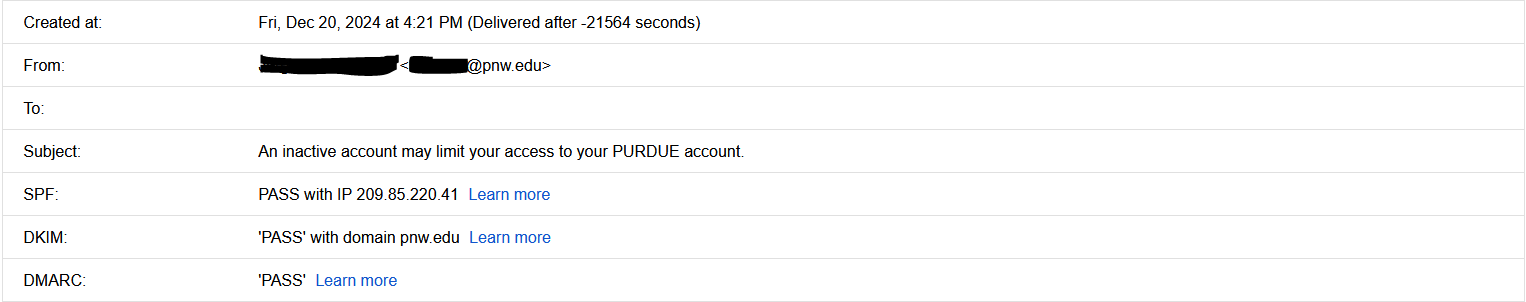 Created at: Fri, Dec 20, 2024 at 4:21 PM (Delivered after -21564 seconds)
From: < @pnw.edu>
To:
Subject: An inactive account may limit your access to your PURDUE account.
SPF: PASS with IP 209.85.220.41 Learn more
DKIM: 'PASS' with domain pnw.edu Learn more
DMARC: 'PASS' Learn more